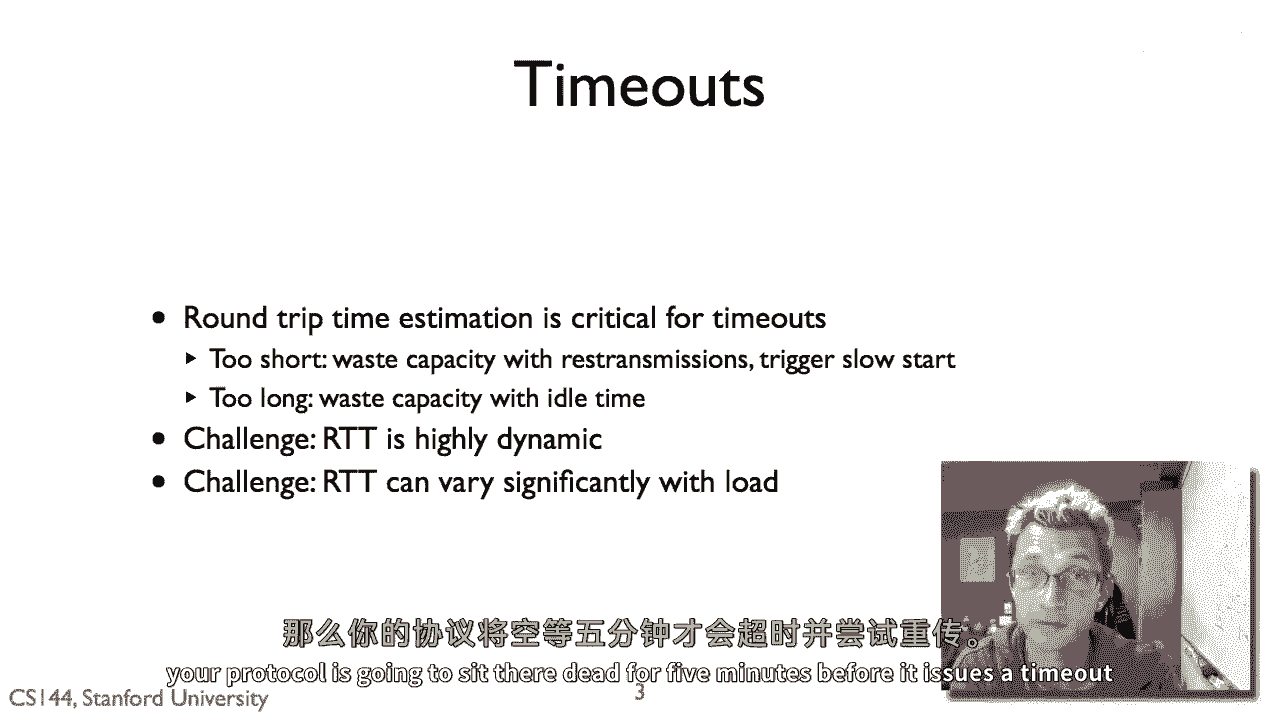 Timeouts
• Round trip time estimation is critical for timeouts
▸ Too short: waste capacity with restransmissions, trigger slow start
▸ Too long: waste capacity with idle time
• Challenge: RTT is highly dynamic
• Challenge: RTT can vary significantly with load
那么你的协议将空等五分钟才会超时并尝试重传。
your protocol is going to sit there dead for five minutes before it issues a timeout
CS144, Stanford University
3